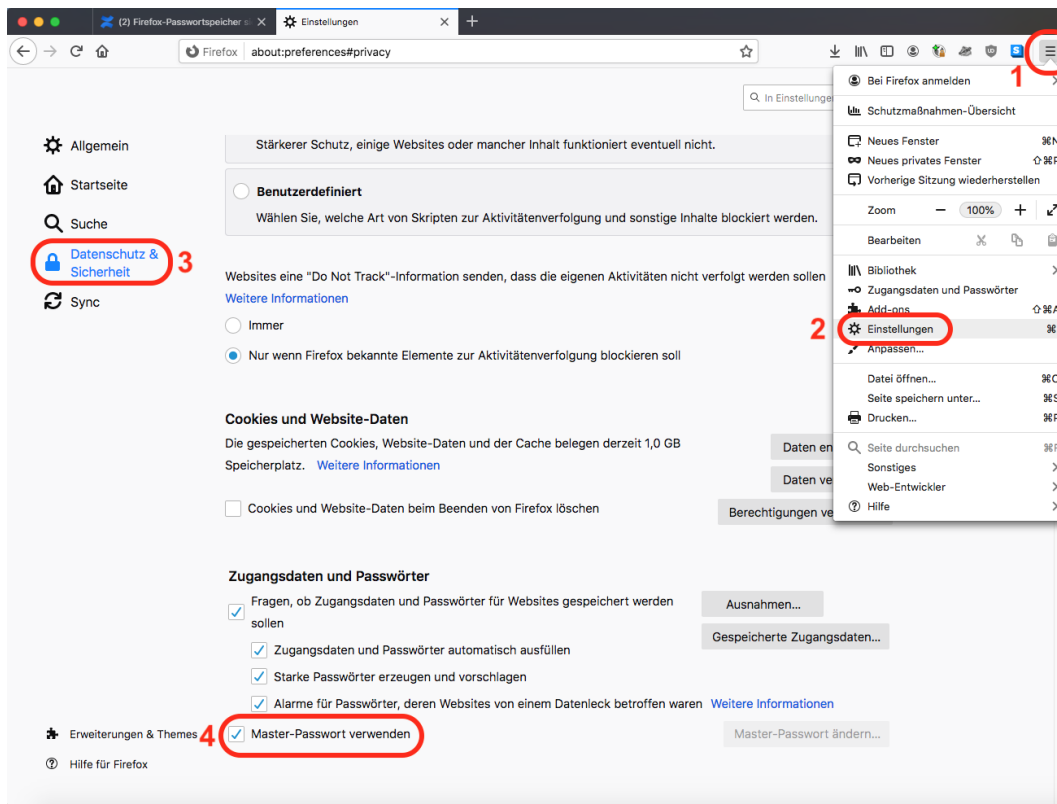 (2) Firefox-Passwortspeicher si
Einstellungen
Firefox about:preferences#privacy
1
In Einstellungen
Allgemein
Startseite
Suche
Datenschutz &
Sicherheit
3
Sync
Stärkerer Schutz, einige Websites oder mancher Inhalt funktioniert eventuell nicht.
Benutzerdefiniert
Wählen Sie, welche Art von Skripten zur Aktivitätenverfolgung und sonstige Inhalte blockiert werden.
Websites eine "Do Not Track"-Information senden, dass die eigenen Aktivitäten nicht verfolgt werden sollen
Weitere Informationen
Immer
Nur wenn Firefox bekannte Elemente zur Aktivitätenverfolgung blockieren soll
Cookies und Website-Daten
Die gespeicherten Cookies, Website-Daten und der Cache belegen derzeit 1,0 GB
Speicherplatz. Weitere Informationen
Daten en
Daten ve
Cookies und Website-Daten beim Beenden von Firefox löschen
Berechtigungen ve
Zugangsdaten und Passwörter
Fragen, ob Zugangsdaten und Passwörter für Websites gespeichert werden
sollen
Ausnahmen...
Gespeicherte Zugangsdaten...
Zugangsdaten und Passwörter automatisch ausfüllen
Starke Passwörter erzeugen und vorschlagen
Alarme für Passwörter, deren Websites von einem Datenleck betroffen waren Weitere Informationen
4
Master-Passwort verwenden
Master-Passwort ändern...
Erweiterungen & Themes
Hilfe für Firefox
Bei Firefox anmelden
Schutzmaßnahmen-Übersicht
Neues Fenster ⌘N
Neues privates Fenster ⇧⌘P
Vorherige Sitzung wiederherstellen
Zoom − 100% +
Bearbeiten
Bibliothek
Zugangsdaten und Passwörter
Add-ons ⇧⌘A
2
Einstellungen ⌘
Anpassen...
Datei öffnen... ⌘O
Seite speichern unter... ⌘S
Drucken... ⌘P
Seite durchsuchen ⌘F
Sonstiges
Web-Entwickler
Hilfe